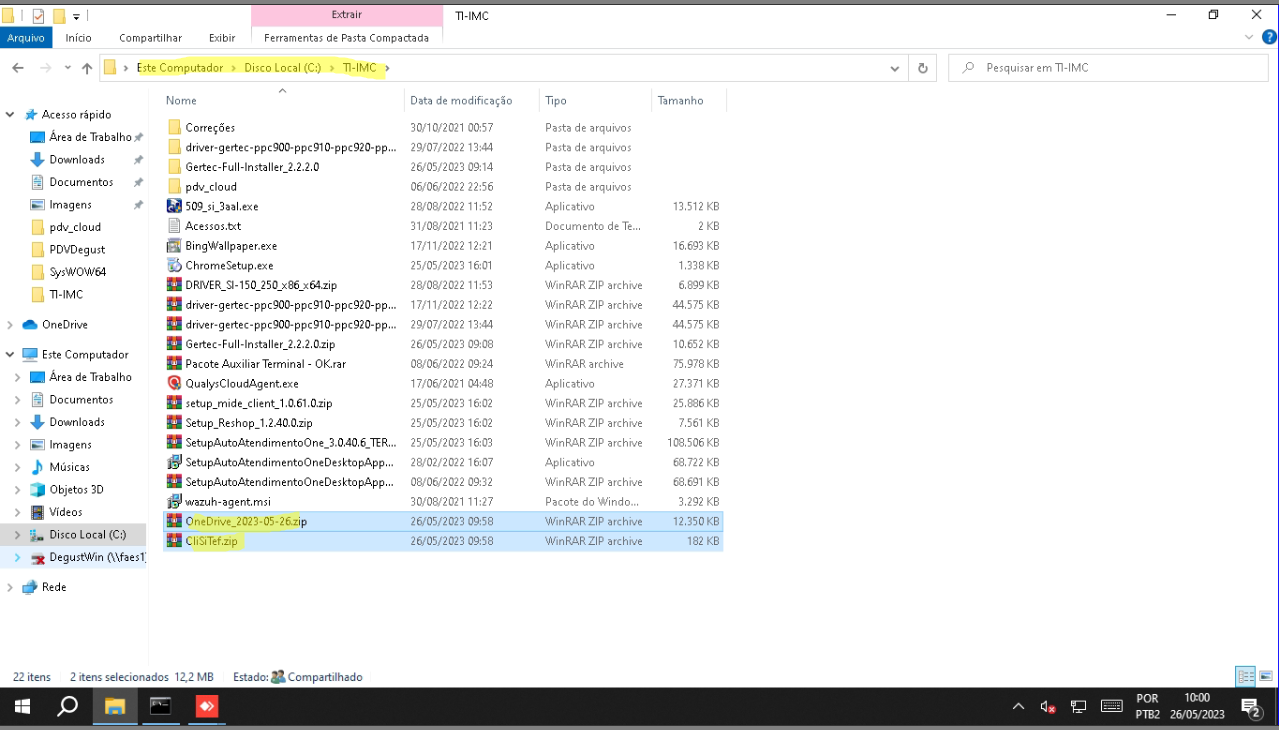 Extrair
TI-IMC
Arquivo
Início
Compartilhar
Exibir
Ferramentas de Pasta Compactada
Este Computador > Disco Local (C:) > TI-IMC >
Pesquisar em TI-IMC
Nome
Data de modificação
Tipo
Tamanho
Acesso rápido
Área de Trabalho
Downloads
Documentos
Imagens
pdv_cloud
PDVDegust
SysWOW64
TI-IMC
OneDrive
Este Computador
Área de Trabalho
Documentos
Downloads
Imagens
Músicas
Objetos 3D
Vídeos
Disco Local (C:)
DegustWin (\\faes1
Rede
Correções 30/10/2021 00:57 Pasta de arquivos
driver-gertec-ppc900-ppc910-ppc920-pp... 29/07/2022 13:44 Pasta de arquivos
Gertec-Full-Installer_2.2.2.0 26/05/2023 09:14 Pasta de arquivos
pdv_cloud 06/06/2022 22:56 Pasta de arquivos
509_si_3aal.exe 28/08/2022 11:52 Aplicativo 13.512 KB
Acessos.txt 31/08/2021 11:23 Documento de Te... 2 KB
BingWallpaper.exe 17/11/2022 12:21 Aplicativo 16.693 KB
ChromeSetup.exe 25/05/2023 16:01 Aplicativo 1.338 KB
DRIVER_SI-150_250_x86_x64.zip 28/08/2022 11:53 WinRAR ZIP archive 6.899 KB
driver-gertec-ppc900-ppc910-ppc920-pp... 17/11/2022 12:22 WinRAR ZIP archive 44.575 KB
driver-gertec-ppc900-ppc910-ppc920-pp... 29/07/2022 13:44 WinRAR ZIP archive 44.575 KB
Gertec-Full-Installer_2.2.2.0.zip 26/05/2023 09:08 WinRAR ZIP archive 10.652 KB
Pacote Auxiliar Terminal - OK.rar 08/06/2022 09:24 WinRAR archive 75.978 KB
QualysCloudAgent.exe 17/06/2021 04:48 Aplicativo 27.371 KB
setup_mide_client_1.0.61.0.zip 25/05/2023 16:02 WinRAR ZIP archive 25.886 KB
Setup_Reshop_1.2.40.0.zip 25/05/2023 16:02 WinRAR ZIP archive 7.561 KB
SetupAutoAtendimentoOne_3.0.40.6_TER... 25/05/2023 16:03 WinRAR ZIP archive 108.506 KB
SetupAutoAtendimentoOneDesktopApp... 28/02/2022 16:07 Aplicativo 68.722 KB
SetupAutoAtendimentoOneDesktopApp... 08/06/2022 09:32 WinRAR ZIP archive 68.691 KB
wazuh-agent.msi 30/08/2021 11:27 Pacote do Windo... 3.292 KB
OneDrive_2023-05-26.zip 26/05/2023 09:58 WinRAR ZIP archive 12.350 KB
CliSiTef.zip 26/05/2023 09:58 WinRAR ZIP archive 182 KB
22 itens
2 itens selecionados 12,2 MB
Estado: Compartilhado
POR
PTB2
10:00
26/05/2023
2